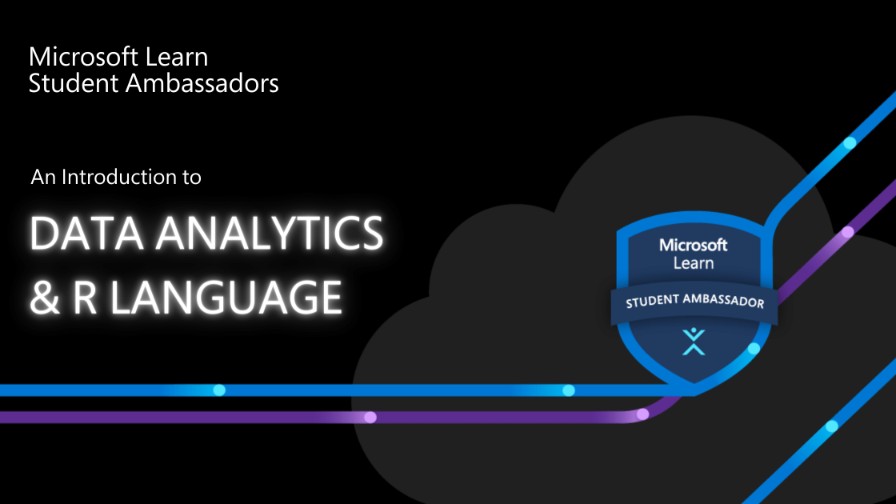 Microsoft Learn
Student Ambassadors
An Introduction to
DATA ANALYTICS
& R LANGUAGE
Microsoft
Learn
STUDENT AMBASSADOR